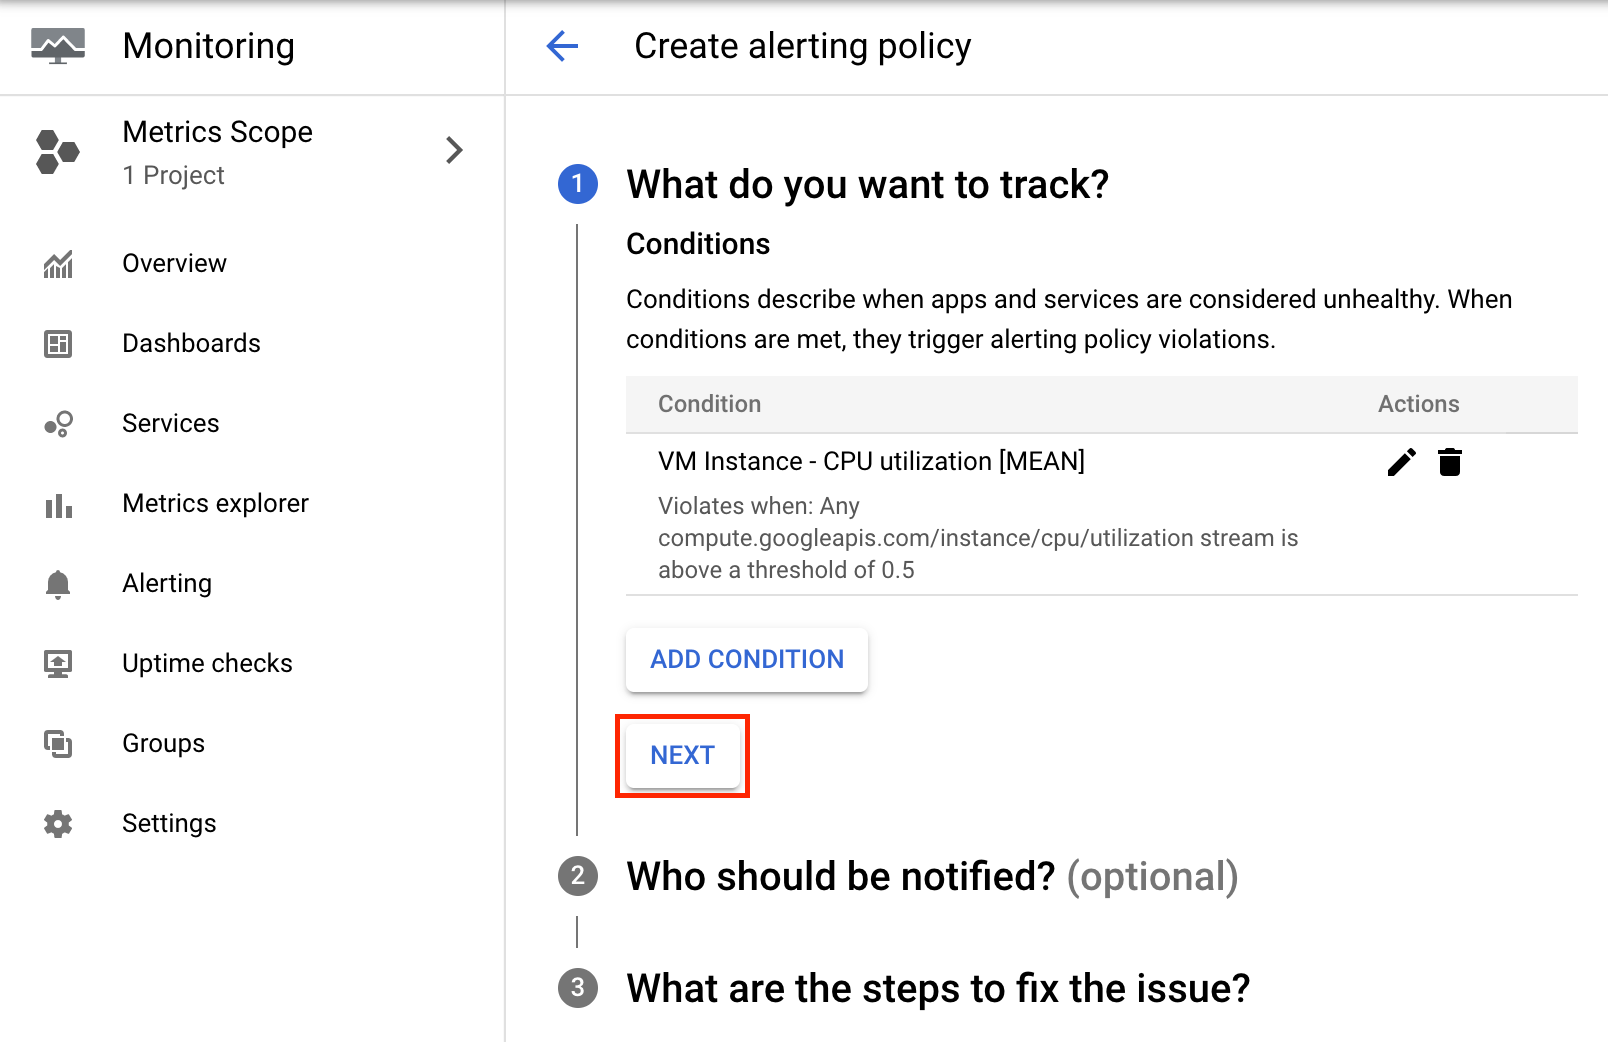 Monitoring
Create alerting policy
Metrics Scope
1 Project
Overview
Dashboards
Services
Metrics explorer
Alerting
Uptime checks
Groups
Settings
1
What do you want to track?
Conditions
Conditions describe when apps and services are considered unhealthy. When
conditions are met, they trigger alerting policy violations.
Condition
Actions
VM Instance - CPU utilization [MEAN]
Violates when: Any
compute.googleapis.com/instance/cpu/utilization stream is
above a threshold of 0.5
ADD CONDITION
NEXT
2
Who should be notified? (optional)
3
What are the steps to fix the issue?